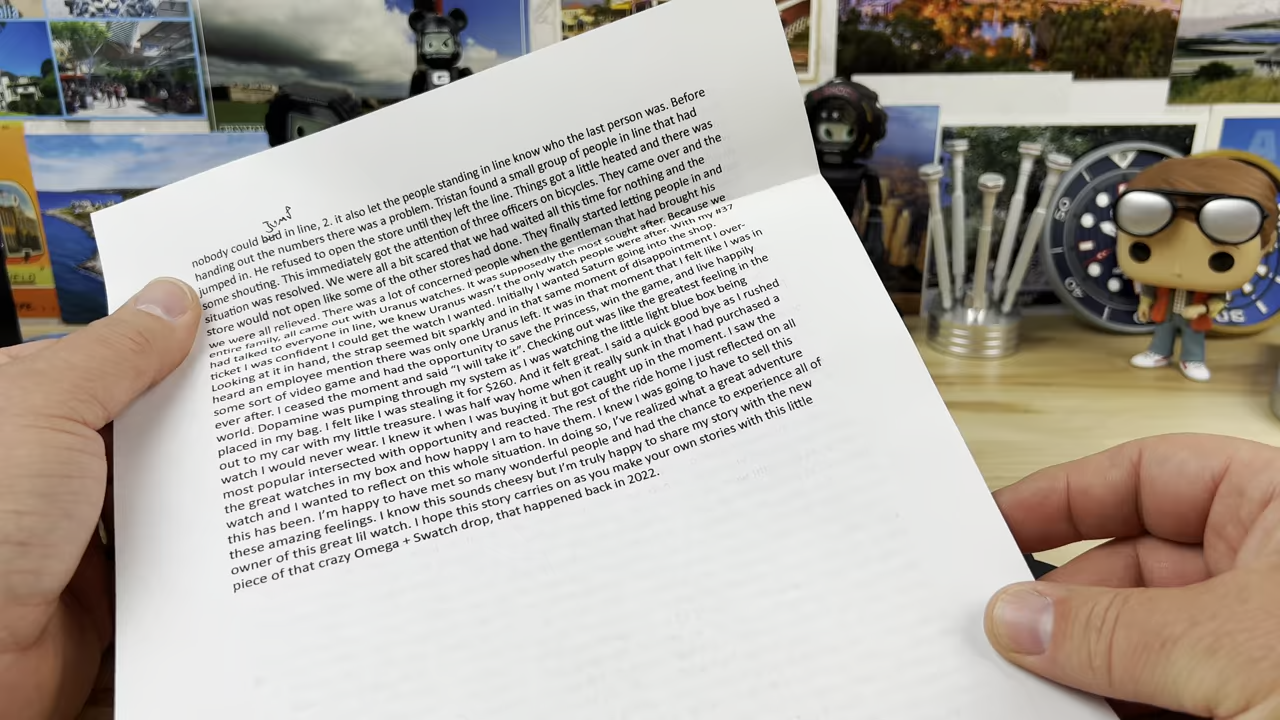 Jump
nobody could bud in line, 2. it also let the people standing in line know who the last person was. Before
handing out the numbers there was a problem. Tristan found a small group of people in line that had
jumped in. He refused to open the store until they left the line. Things got a little heated and there was
some shouting. This immediately got the attention of three officers on bicycles. They came over and the
situation was resolved. We were all a bit scared that we had waited all this time for nothing and the
store would not open like some of the other stores had done. They finally started letting people in and
we were all relieved. There was a lot of conceited people when the gentleman that had brought his
entire family, all came out with Uranus watches. It was supposedly the most sought after. Because we
had talked to everyone in line, we knew Uranus wasn't the only watch people were after. With my #37
ticket I was confident I could get the watch I wanted. Initially I wanted Saturn going into the shop.
Looking at it in hand, the strap seemed bit sparkly and in that same moment of disappointment I over-
heard an employee mention there was only one Uranus left. It was in that moment that I felt like I was in
some sort of video game and had the opportunity to save the Princess, win the game, and live happily
ever after. I ceased the moment and said "I will take it". Checking out was like the greatest feeling in the
world. Dopamine was pumping through my system as I was watching the little light blue box being
placed in my bag. I felt like I was stealing it for $260. And it felt great. I said a quick good bye as I rushed
out to my car with my little treasure. I was half way home when it really sunk in that I had purchased a
watch I would never wear. I knew it when I was buying it but got caught up in the moment. I saw the
most popular intersected with opportunity and reacted. The rest of the ride home I just reflected on all
the great watches in my box and how happy I am to have them. I knew I was going to have to sell this
watch and I wanted to reflect on this whole situation. In doing so, I've realized what a great adventure
this has been. I'm happy to have met so many wonderful people and had the chance to experience all of
these amazing feelings. I know this sounds cheesy but I'm truly happy to share my story with the new
owner of this great lil watch. I hope this story carries on as you make your own stories with this little
piece of that crazy Omega + Swatch drop, that happened back in 2022.
40